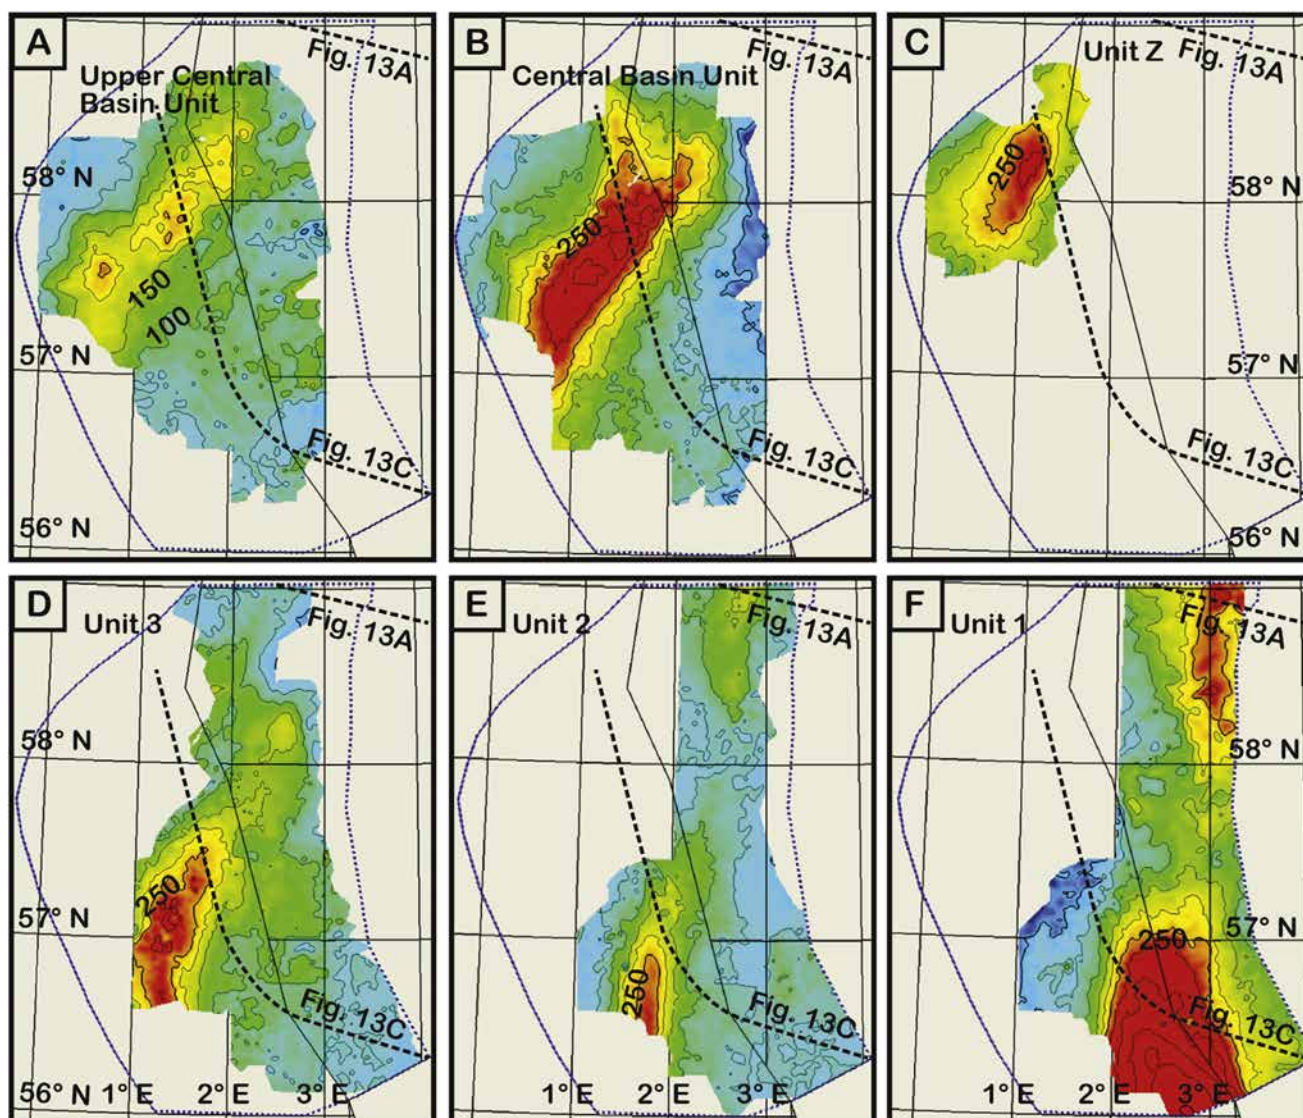 A
Upper Central
Basin Unit
Fig. 13A
58° N
150
100
57° N
Fig. 13C
56° N
B
Central Basin Unit
Fig. 13A
250
Fig. 13C
C
Unit Z
Fig. 13A
250
58° N
57° N
Fig. 13C
56° N
D
Unit 3
Fig. 13A
58° N
250
57° N
Fig. 13C
56° N
1°E
2°E
3° E
E
Unit 2
Fig. 13A
250
Fig. 13C
1°E
2°E
3° E
F
Unit 1
Fig. 13A
58° N
57° N
250
Fig. 13C
1°E
2° E
3° E